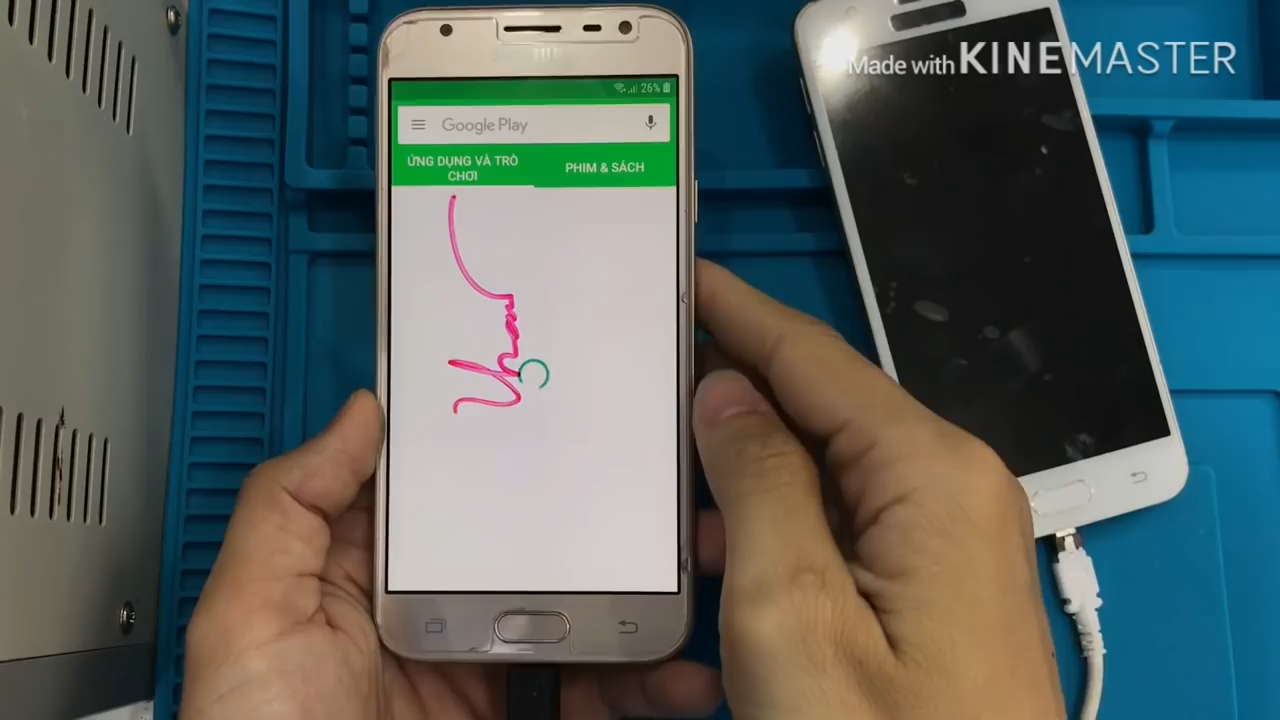 Made with KINEMASTER
26%
Google Play
ỨNG DỤNG VÀ TRÒ
CHƠI
PHIM & SÁCH